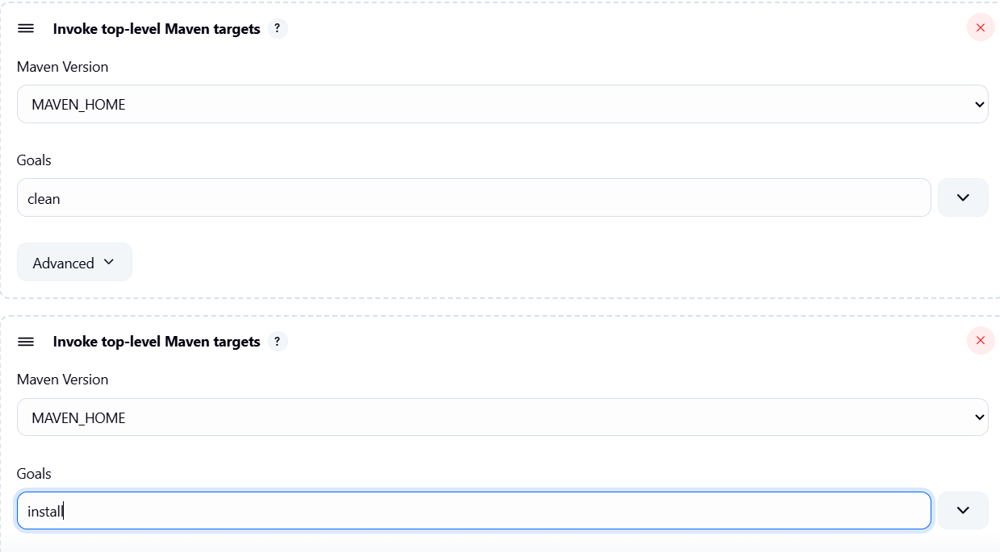 Invoke top-level Maven targets ?
Maven Version
MAVEN_HOME
Goals
clean
Advanced
Invoke top-level Maven targets ?
Maven Version
MAVEN_HOME
Goals
install